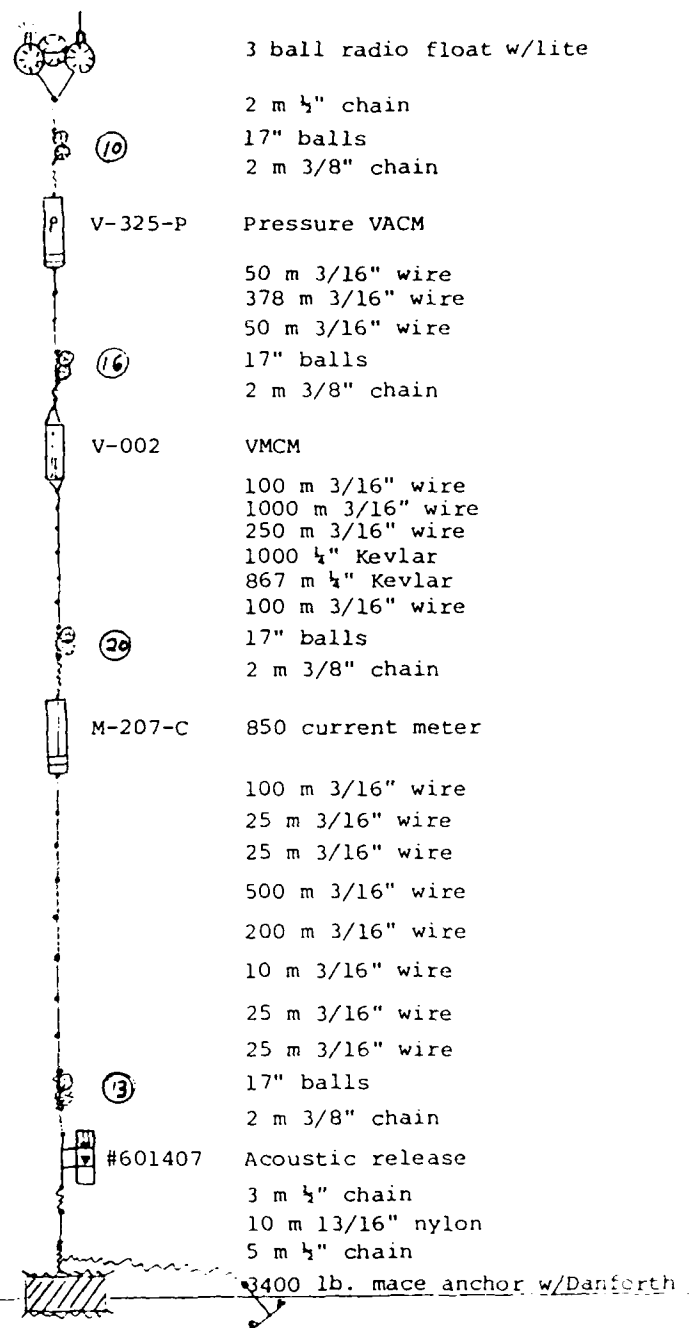 3 ball radio float w/lite
2 m ½" chain
10 17" balls
2 m 3/8" chain
P
V-325-P Pressure VACM
50 m 3/16" wire
378 m 3/16" wire
50 m 3/16" wire
16 17" balls
2 m 3/8" chain
V-002 VMCM
100 m 3/16" wire
1000 m 3/16" wire
250 m 3/16" wire
1000 ¼" Kevlar
867 m ¼" Kevlar
100 m 3/16" wire
20 17" balls
2 m 3/8" chain
M-207-C 850 current meter
100 m 3/16" wire
25 m 3/16" wire
25 m 3/16" wire
500 m 3/16" wire
200 m 3/16" wire
10 m 3/16" wire
25 m 3/16" wire
25 m 3/16" wire
13 17" balls
2 m 3/8" chain
#601407 Acoustic release
3 m ½" chain
10 m 13/16" nylon
5 m ½" chain
3400 lb. mace anchor w/Danforth